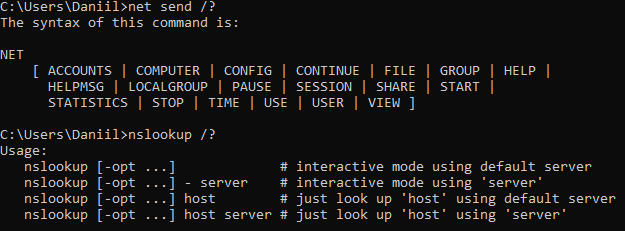 C:\Users\Daniil>net send /?
The syntax of this command is:

NET
    [ ACCOUNTS | COMPUTER | CONFIG | CONTINUE | FILE | GROUP | HELP |
      HELPMSG | LOCALGROUP | PAUSE | SESSION | SHARE | START |
      STATISTICS | STOP | TIME | USE | USER | VIEW ]

C:\Users\Daniil>nslookup /?
Usage:
   nslookup [-opt ...]             # interactive mode using default server
   nslookup [-opt ...] - server    # interactive mode using 'server'
   nslookup [-opt ...] host        # just look up 'host' using default server
   nslookup [-opt ...] host server # just look up 'host' using 'server'